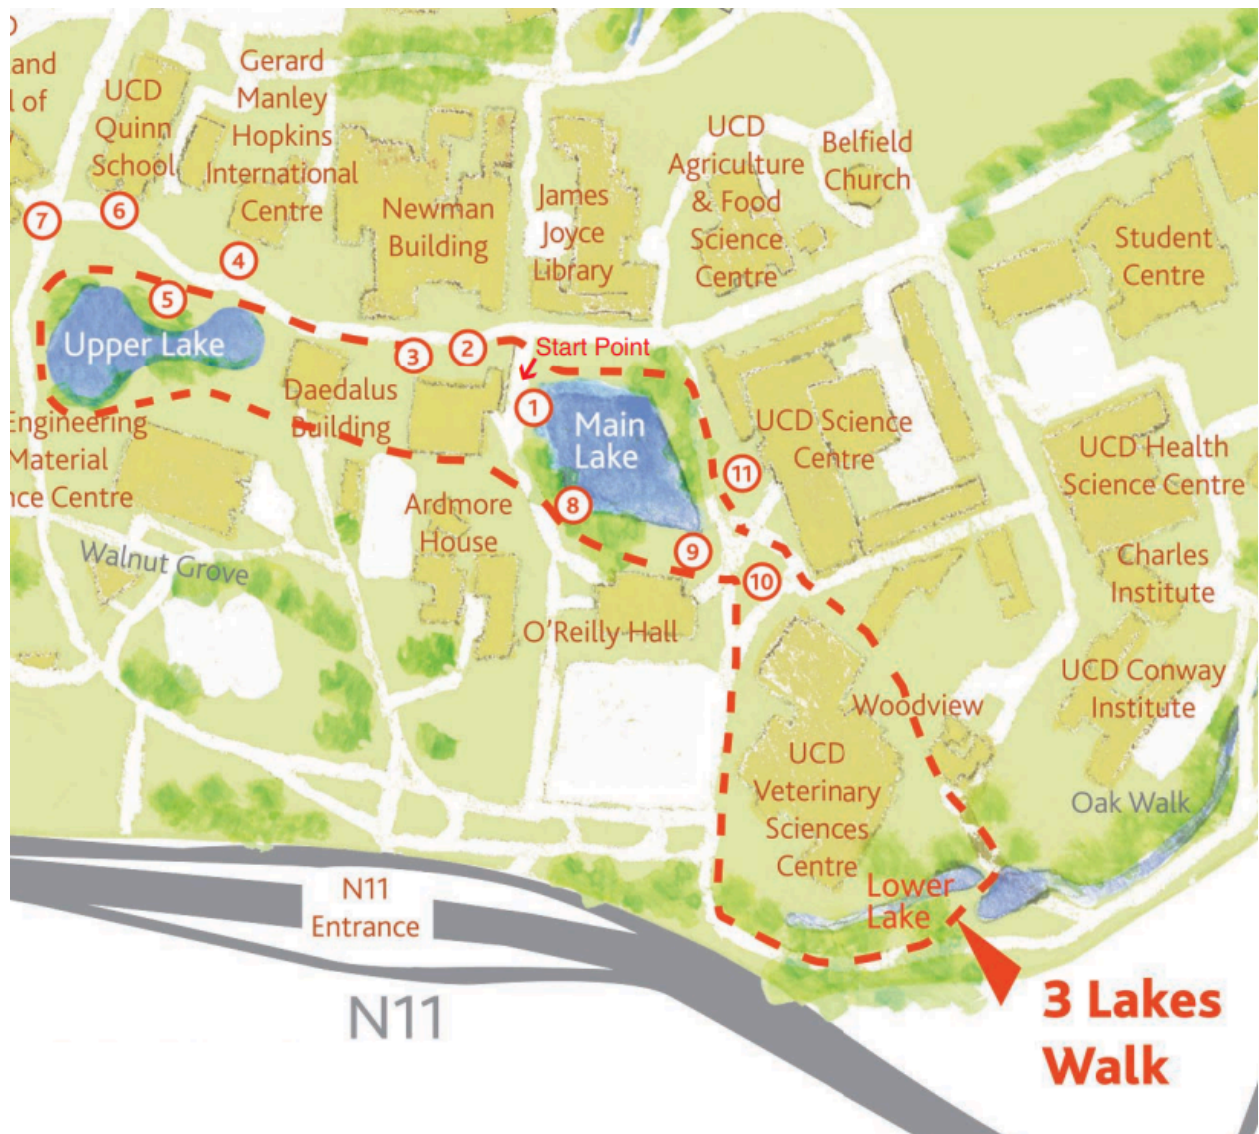 and
l of
UCD
Quinn
School
Gerard
Manley
Hopkins
International
Centre
Newman
Building
James
Joyce
Library
UCD
Agriculture
& Food
Science
Centre
Belfield
Church
Student
Centre
7
6
4
5
Upper Lake
3
2
Start Point
1
Main
Lake
Daedalus
Building
UCD Science
Centre
UCD Health
Science Centre
Engineering
Material
nce Centre
11
8
9
10
Ardmore
House
Walnut Grove
O'Reilly Hall
Charles
Institute
UCD Conway
Institute
Woodview
UCD
Veterinary
Sciences
Centre
Oak Walk
Lower
Lake
N11
Entrance
N11
3 Lakes
Walk